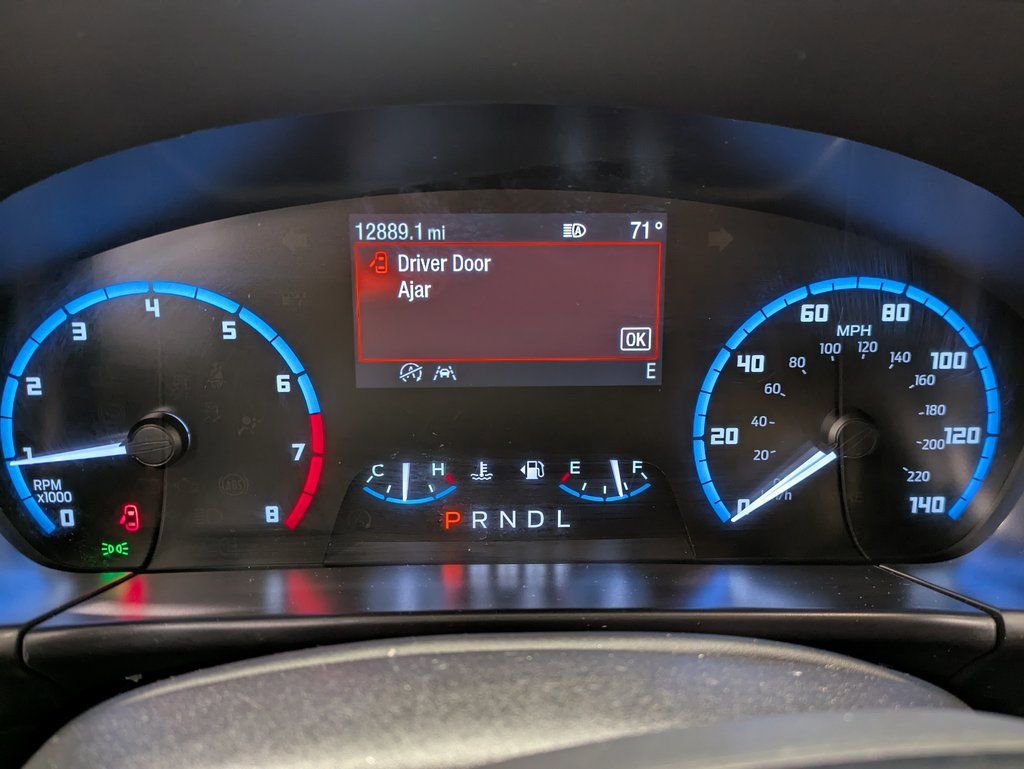 12889.1 mi 71°
Driver Door
Ajar
OK
E
0 1 2 3 4 5 6 7 8
RPM
x1000
ABS
C H
E F
P R N D L
0 20 40 60 80 100 120 140
MPH
20 40 60 80 100 120 140 160 180 200 220
km/h